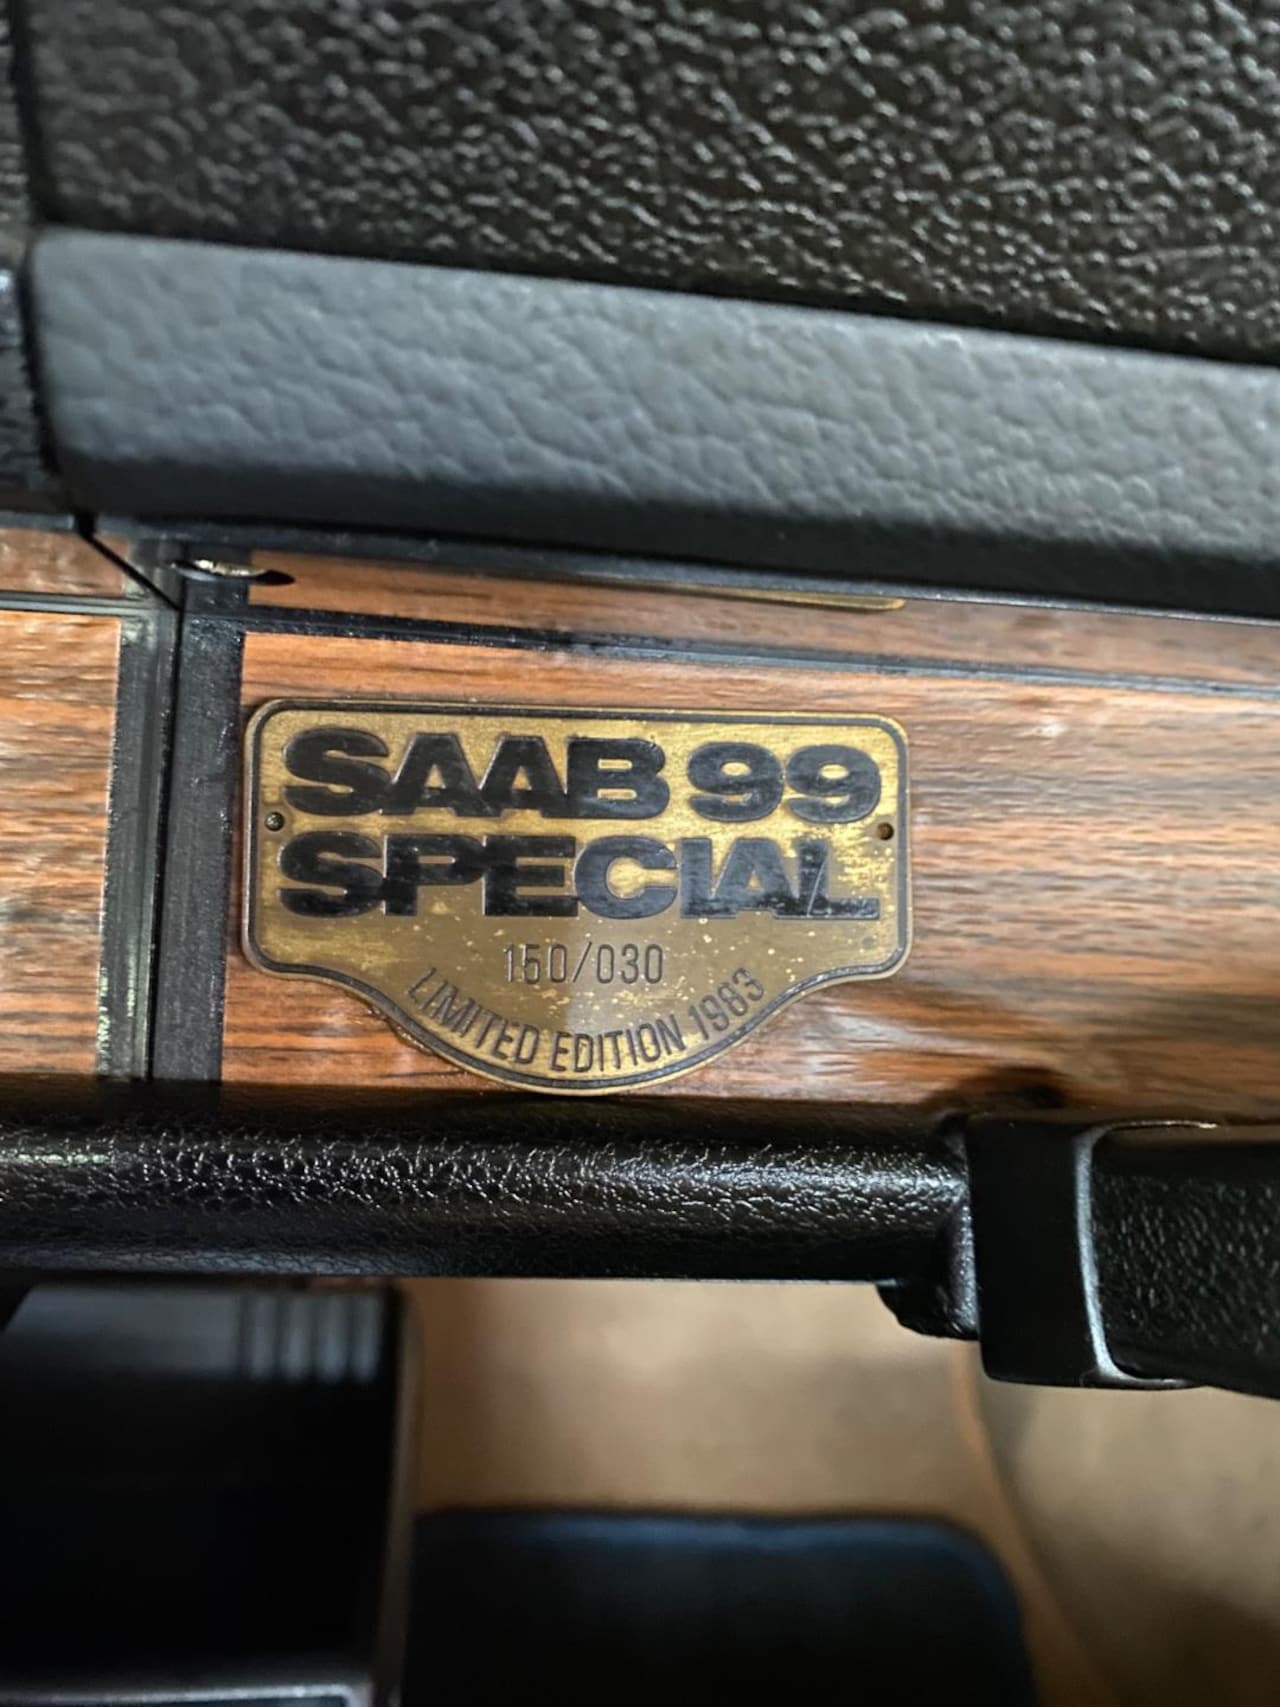 SAAB 99
SPECIAL
150/030
LIMITED EDITION 1983